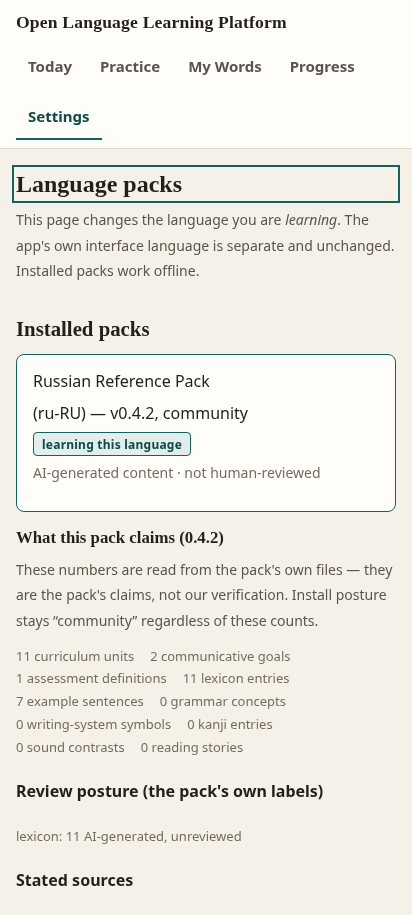 Open Language Learning Platform
Today Practice My Words Progress
Settings
Language packs
This page changes the language you are learning. The
app's own interface language is separate and unchanged.
Installed packs work offline.
Installed packs
Russian Reference Pack
(ru-RU) — v0.4.2, community
learning this language
AI-generated content · not human-reviewed
What this pack claims (0.4.2)
These numbers are read from the pack's own files — they
are the pack's claims, not our verification. Install posture
stays “community” regardless of these counts.
11 curriculum units 2 communicative goals
1 assessment definitions 11 lexicon entries
7 example sentences 0 grammar concepts
0 writing-system symbols 0 kanji entries
0 sound contrasts 0 reading stories
Review posture (the pack's own labels)
lexicon: 11 AI-generated, unreviewed
Stated sources